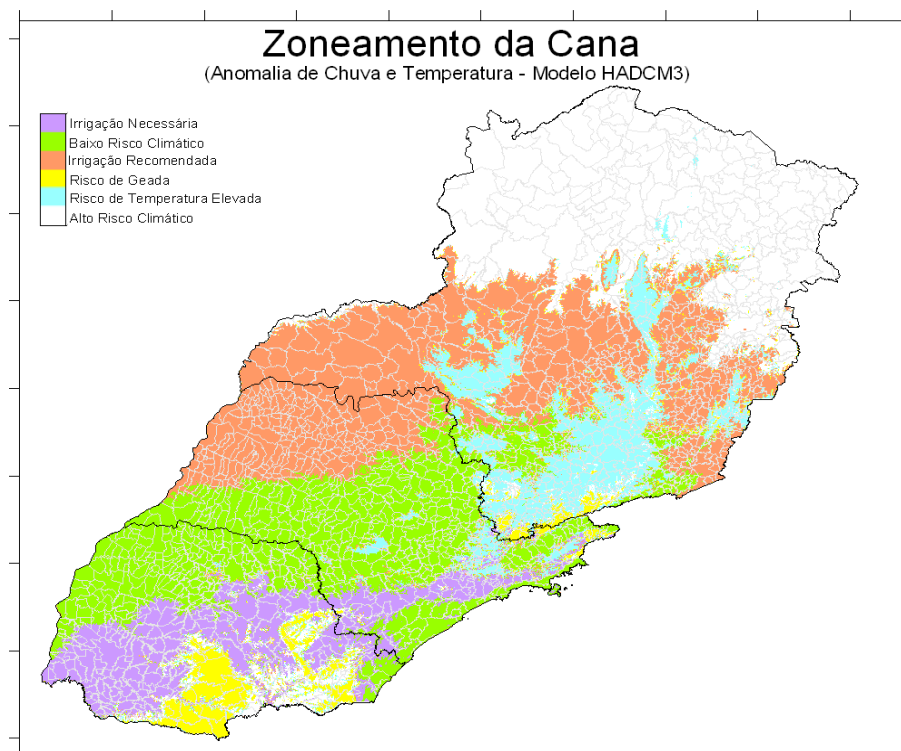 Zoneamento da Cana
(Anomalia de Chuva e Temperatura - Modelo HADCM3)
Irrigação Necessária
Baixo Risco Climático
Irrigação Recomendada
Risco de Geada
Risco de Temperatura Elevada
Alto Risco Climático